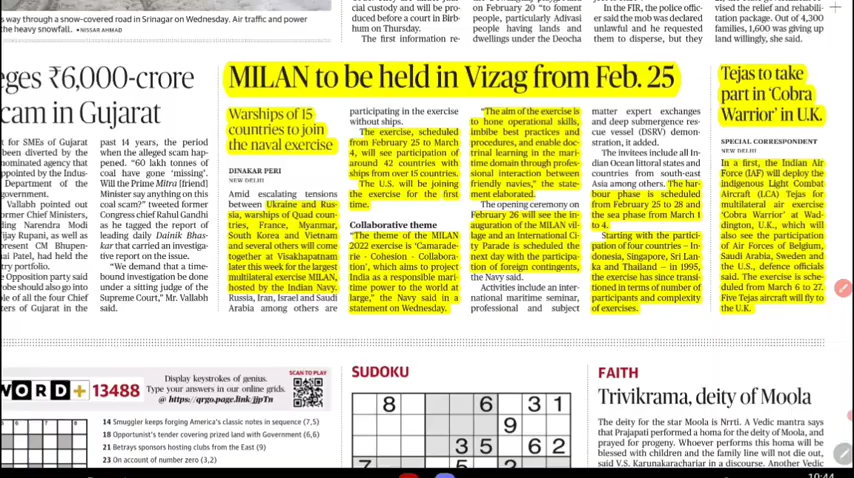 s way through a snow-covered road in Srinagar on Wednesday. Air traffic and power
the heavy snowfall. • NISSAR AHMAD
cial custody and will be pro-
duced before a court in Birb-
hum on Thursday.
The first information re-
on February 20 “to foment
people, particularly Adivasi
people having lands and
dwellings under the Deocha
In the FIR, the police offic-
er said the mob was declared
unlawful and he requested
them to disperse, but they
vised the relief and rehabili-
tation package. Out of 4,300
families, 1,600 was giving up
land willingly, she said.
eges ₹6,000-crore
cam in Gujarat
t for SMEs of Gujarat
been diverted by the
nominated agency that
ppointed by the Indus-
Department of the
government.
Vallabh pointed out
ormer Chief Ministers,
ding Narendra Modi
Vijay Rupani, as well as
present CM Bhupen-
ai Patel, had held the
try portfolio.
e Opposition party said
robe should also go into
ole of all the four Chief
ters of Gujarat in the
past 14 years, the period
when the alleged scam hap-
pened. “60 lakh tonnes of
coal have gone ‘missing’.
Will the Prime Mitra [friend]
Minister say anything on this
coal scam?” tweeted former
Congress chief Rahul Gandhi
as he tagged the report of
leading daily Dainik Bhas-
kar that carried an investiga-
tive report on the issue.
“We demand that a time-
bound investigation be done
under a sitting judge of the
Supreme Court,” Mr. Vallabh
said.
MILAN to be held in Vizag from Feb. 25
Warships of 15
countries to join
the naval exercise
DINAKAR PERI
NEW DELHI
Amid escalating tensions
between Ukraine and Rus-
sia, warships of Quad coun-
tries, France, Myanmar,
South Korea and Vietnam
and several others will come
together at Visakhapatnam
later this week for the largest
multilateral exercise MILAN,
hosted by the Indian Navy.
Russia, Iran, Israel and Saudi
Arabia among others are
participating in the exercise
without ships.
The exercise, scheduled
from February 25 to March
4, will see participation of
around 42 countries with
ships from over 15 countries.
The U.S. will be joining
the exercise for the first
time.
Collaborative theme
“The theme of the MILAN
2022 exercise is ‘Camarade-
rie - Cohesion - Collabora-
tion’, which aims to project
India as a responsible mari-
time power to the world at
large,” the Navy said in a
statement on Wednesday.
“The aim of the exercise is
to hone operational skills,
imbibe best practices and
procedures, and enable doc-
trinal learning in the mari-
time domain through profes-
sional interaction between
friendly navies,” the state-
ment elaborated.
The opening ceremony on
February 26 will see the in-
auguration of the MILAN vil-
lage and an International Ci-
ty Parade is scheduled the
next day with the participa-
tion of foreign contingents,
the Navy said.
Activities include an inter-
national maritime seminar,
professional and subject
matter expert exchanges
and deep submergence res-
cue vessel (DSRV) demon-
stration, it added.
The invitees include all In-
dian Ocean littoral states and
countries from south-east
Asia among others. The har-
bour phase is scheduled
from February 25 to 28 and
the sea phase from March 1
to 4.
Starting with the partici-
pation of four countries – In-
donesia, Singapore, Sri Lan-
ka and Thailand – in 1995,
the exercise has since transi-
tioned in terms of number of
participants and complexity
of exercises.
Tejas to take
part in ‘Cobra
Warrior’ in U.K.
SPECIAL CORRESPONDENT
NEW DELHI
In a first, the Indian Air
Force (IAF) will deploy the
indigenous Light Combat
Aircraft (LCA) Tejas for
multilateral air exercise
‘Cobra Warrior’ at Wad-
dington, U.K., which will
also see the participation
of Air Forces of Belgium,
Saudi Arabia, Sweden and
the U.S., defence officials
said. The exercise is sche-
duled from March 6 to 27.
Five Tejas aircraft will fly to
the U.K.
WORD+ 13488
Display keystrokes of genius.
Type your answers in our online grids.
@ https://qrgo.page.link/jjpTn
SCAN TO PLAY
14 Smuggler keeps forging America's classic notes in sequence (7,5)
18 Opportunist's tender covering prized land with Government (6,6)
21 Betrays sponsors hosting clubs from the East (9)
23 On account of number zero (3,2)
SUDOKU
8 6 3 1
9
3 5 6 2
FAITH
Trivikrama, deity of Moola
The deity for the star Moola is Nrrti. A Vedic mantra says
that Prajapati performed a homa for the deity of Moola, and
prayed for progeny. Whoever performs this homa will be
blessed with children and the family line will not die out,
said V.S. Karunakarachariar in a discourse. Another Vedic
19:44